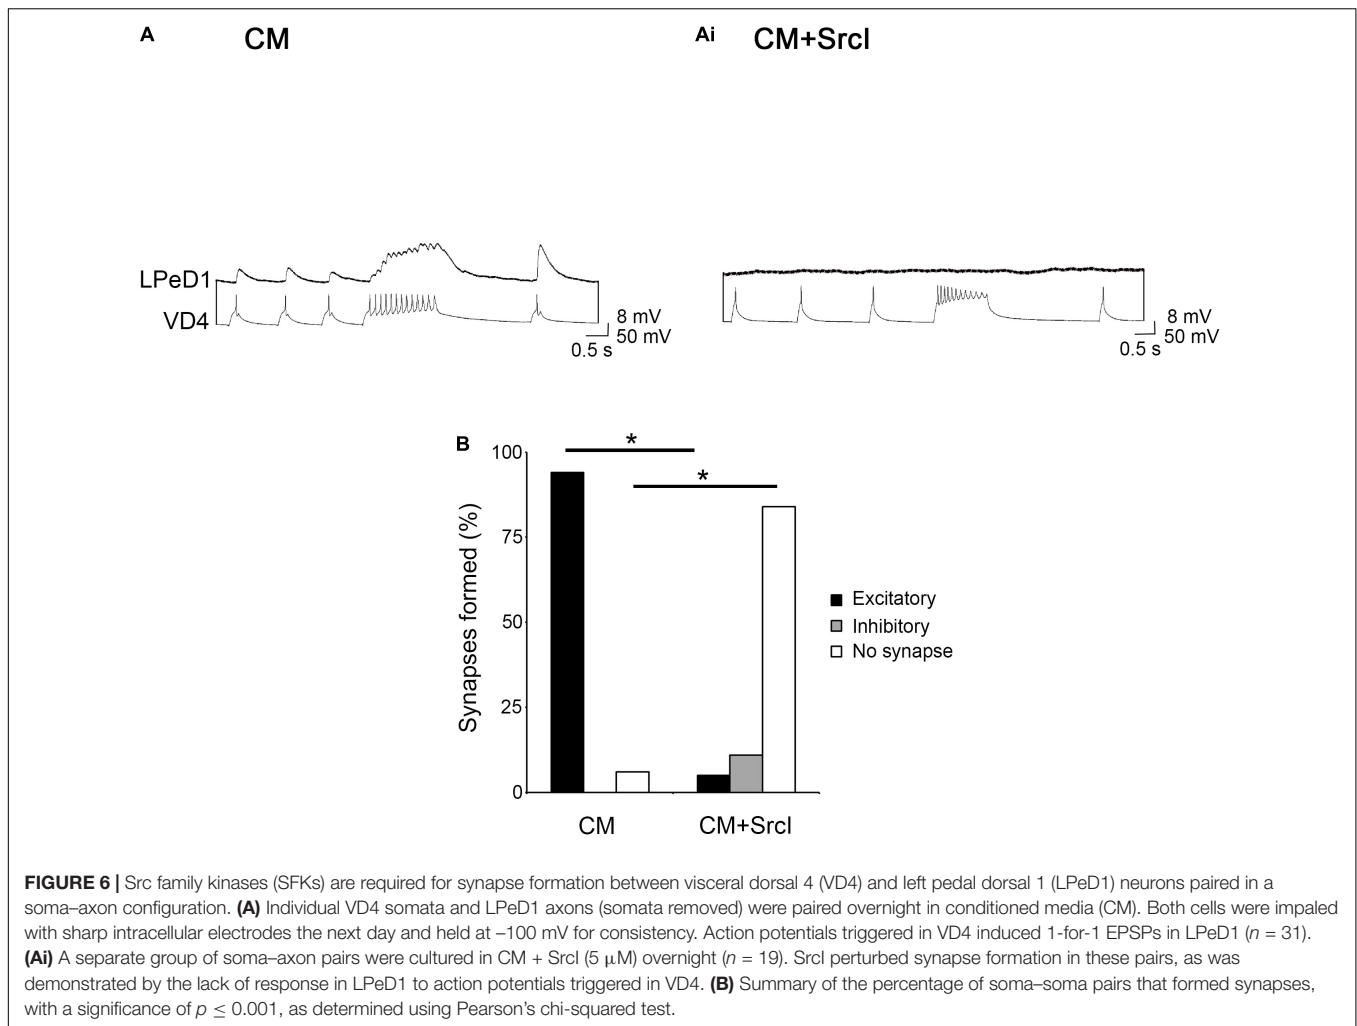 A CM
Ai CM+SrcI
LPeD1
VD4
8 mV
50 mV
0.5 s
8 mV
50 mV
0.5 s
B
*
*
Synapses formed (%)
100
75
50
25
0
CM
CM+SrcI
Excitatory
Inhibitory
No synapse
FIGURE 6 | Src family kinases (SFKs) are required for synapse formation between visceral dorsal 4 (VD4) and left pedal dorsal 1 (LPeD1) neurons paired in a
soma–axon configuration. (A) Individual VD4 somata and LPeD1 axons (somata removed) were paired overnight in conditioned media (CM). Both cells were impaled
with sharp intracellular electrodes the next day and held at –100 mV for consistency. Action potentials triggered in VD4 induced 1-for-1 EPSPs in LPeD1 (n = 31).
(Ai) A separate group of soma–axon pairs were cultured in CM + SrcI (5 μM) overnight (n = 19). SrcI perturbed synapse formation in these pairs, as was
demonstrated by the lack of response in LPeD1 to action potentials triggered in VD4. (B) Summary of the percentage of soma–soma pairs that formed synapses,
with a significance of p ≤ 0.001, as determined using Pearson's chi-squared test.